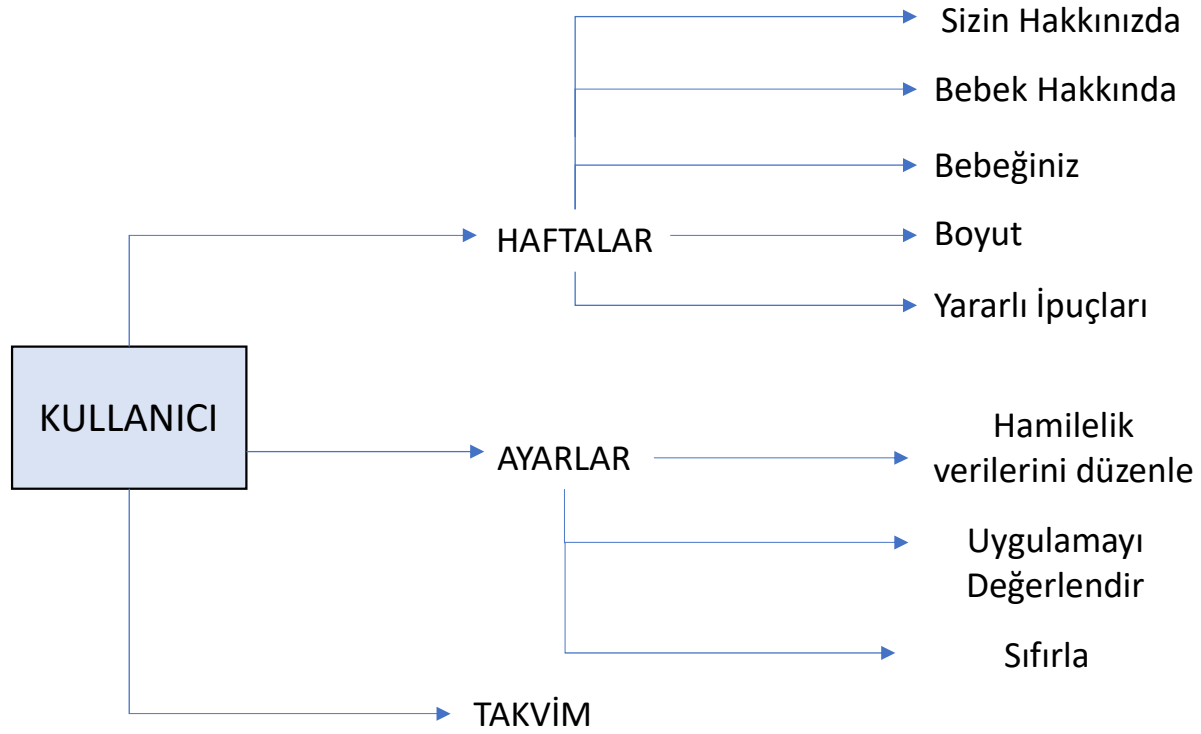 Sizin Hakkınızda
Bebek Hakkında
Bebeğiniz
HAFTALAR
Boyut
Yararlı İpuçları
KULLANICI
AYARLAR
Hamilelik
verilerini düzenle
Uygulamayı
Değerlendir
Sıfırla
TAKVİM